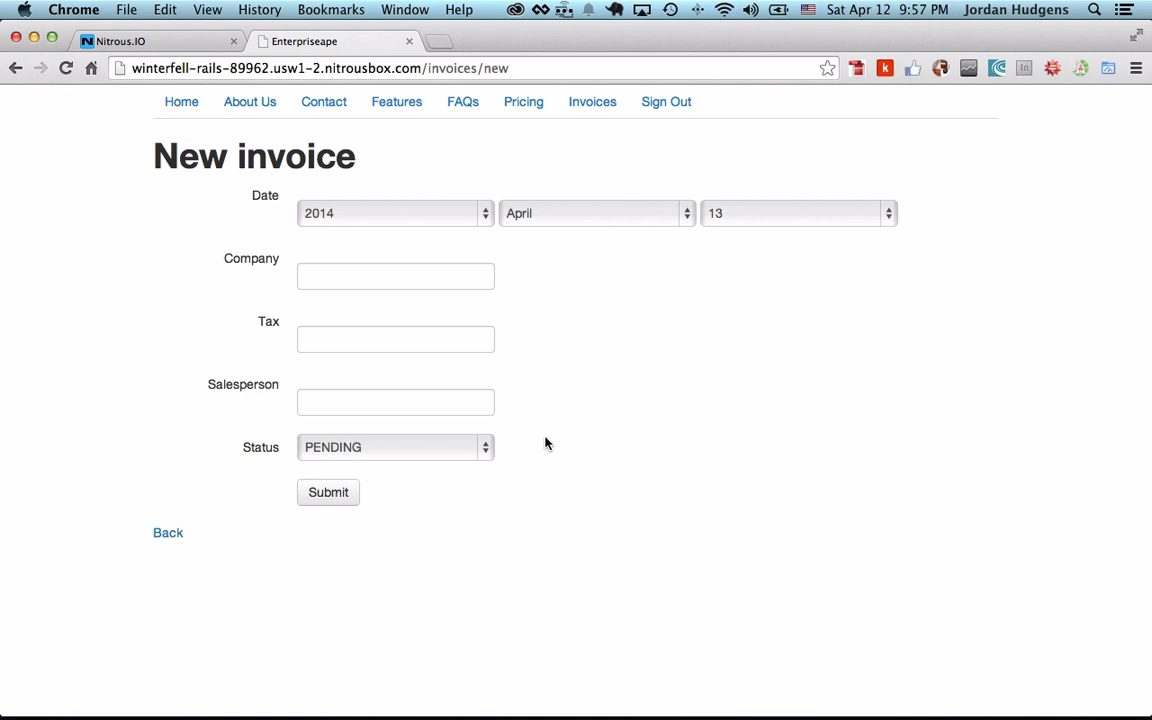 Chrome File Edit View History Bookmarks Window Help Sat Apr 12 9:57 PM Jordan Hudgens
Nitrous.IO Enterpriseape
winterfell-rails-89962.usw1-2.nitrousbox.com/invoices/new
Home About Us Contact Features FAQs Pricing Invoices Sign Out
New invoice
Date
2014 April 13
Company
Tax
Salesperson
Status PENDING
Submit
Back